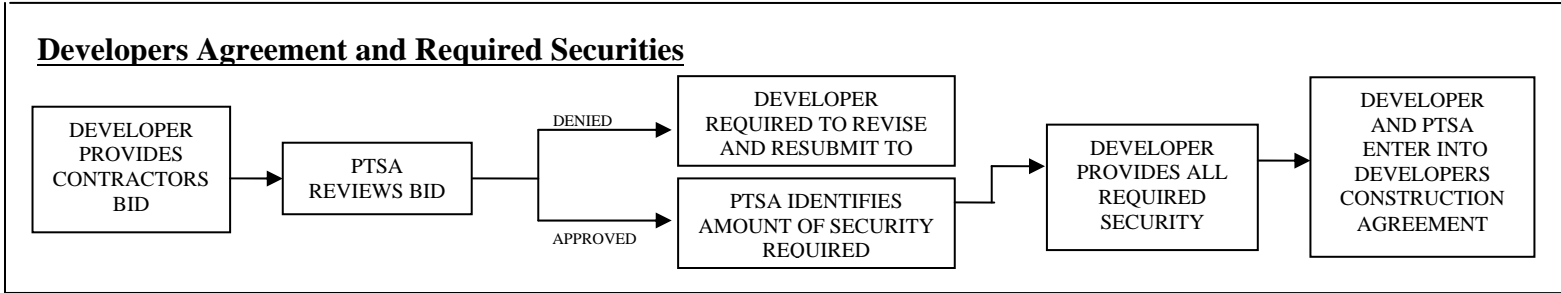 Developers Agreement and Required Securities
DEVELOPER
PROVIDES
CONTRACTORS
BID
PTSA
REVIEWS BID
DENIED
DEVELOPER
REQUIRED TO REVISE
AND RESUBMIT TO
APPROVED
PTSA IDENTIFIES
AMOUNT OF SECURITY
REQUIRED
DEVELOPER
PROVIDES ALL
REQUIRED
SECURITY
DEVELOPER
AND PTSA
ENTER INTO
DEVELOPERS
CONSTRUCTION
AGREEMENT